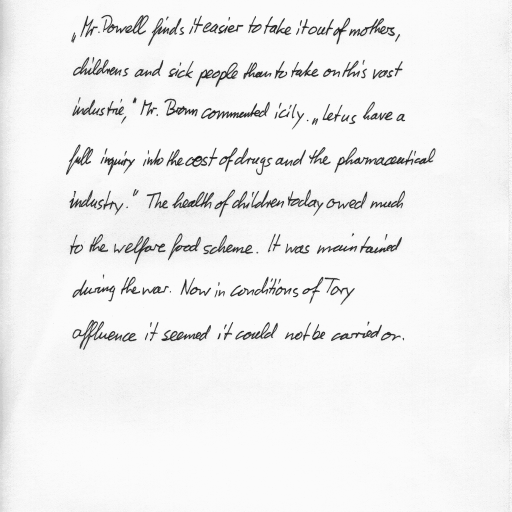 „Mr. Powell finds it easier to take it out of mothers,
childrens and sick people than to take on this vast
industrie," Mr. Brown commented icily. „Let us have a
full inquiry into the cost of drugs and the pharmaceutical
industry." The health of children today owed much
to the welfare food scheme. It was maintained
during the war. Now in conditions of Tory
affluence it seemed it could not be carried on.